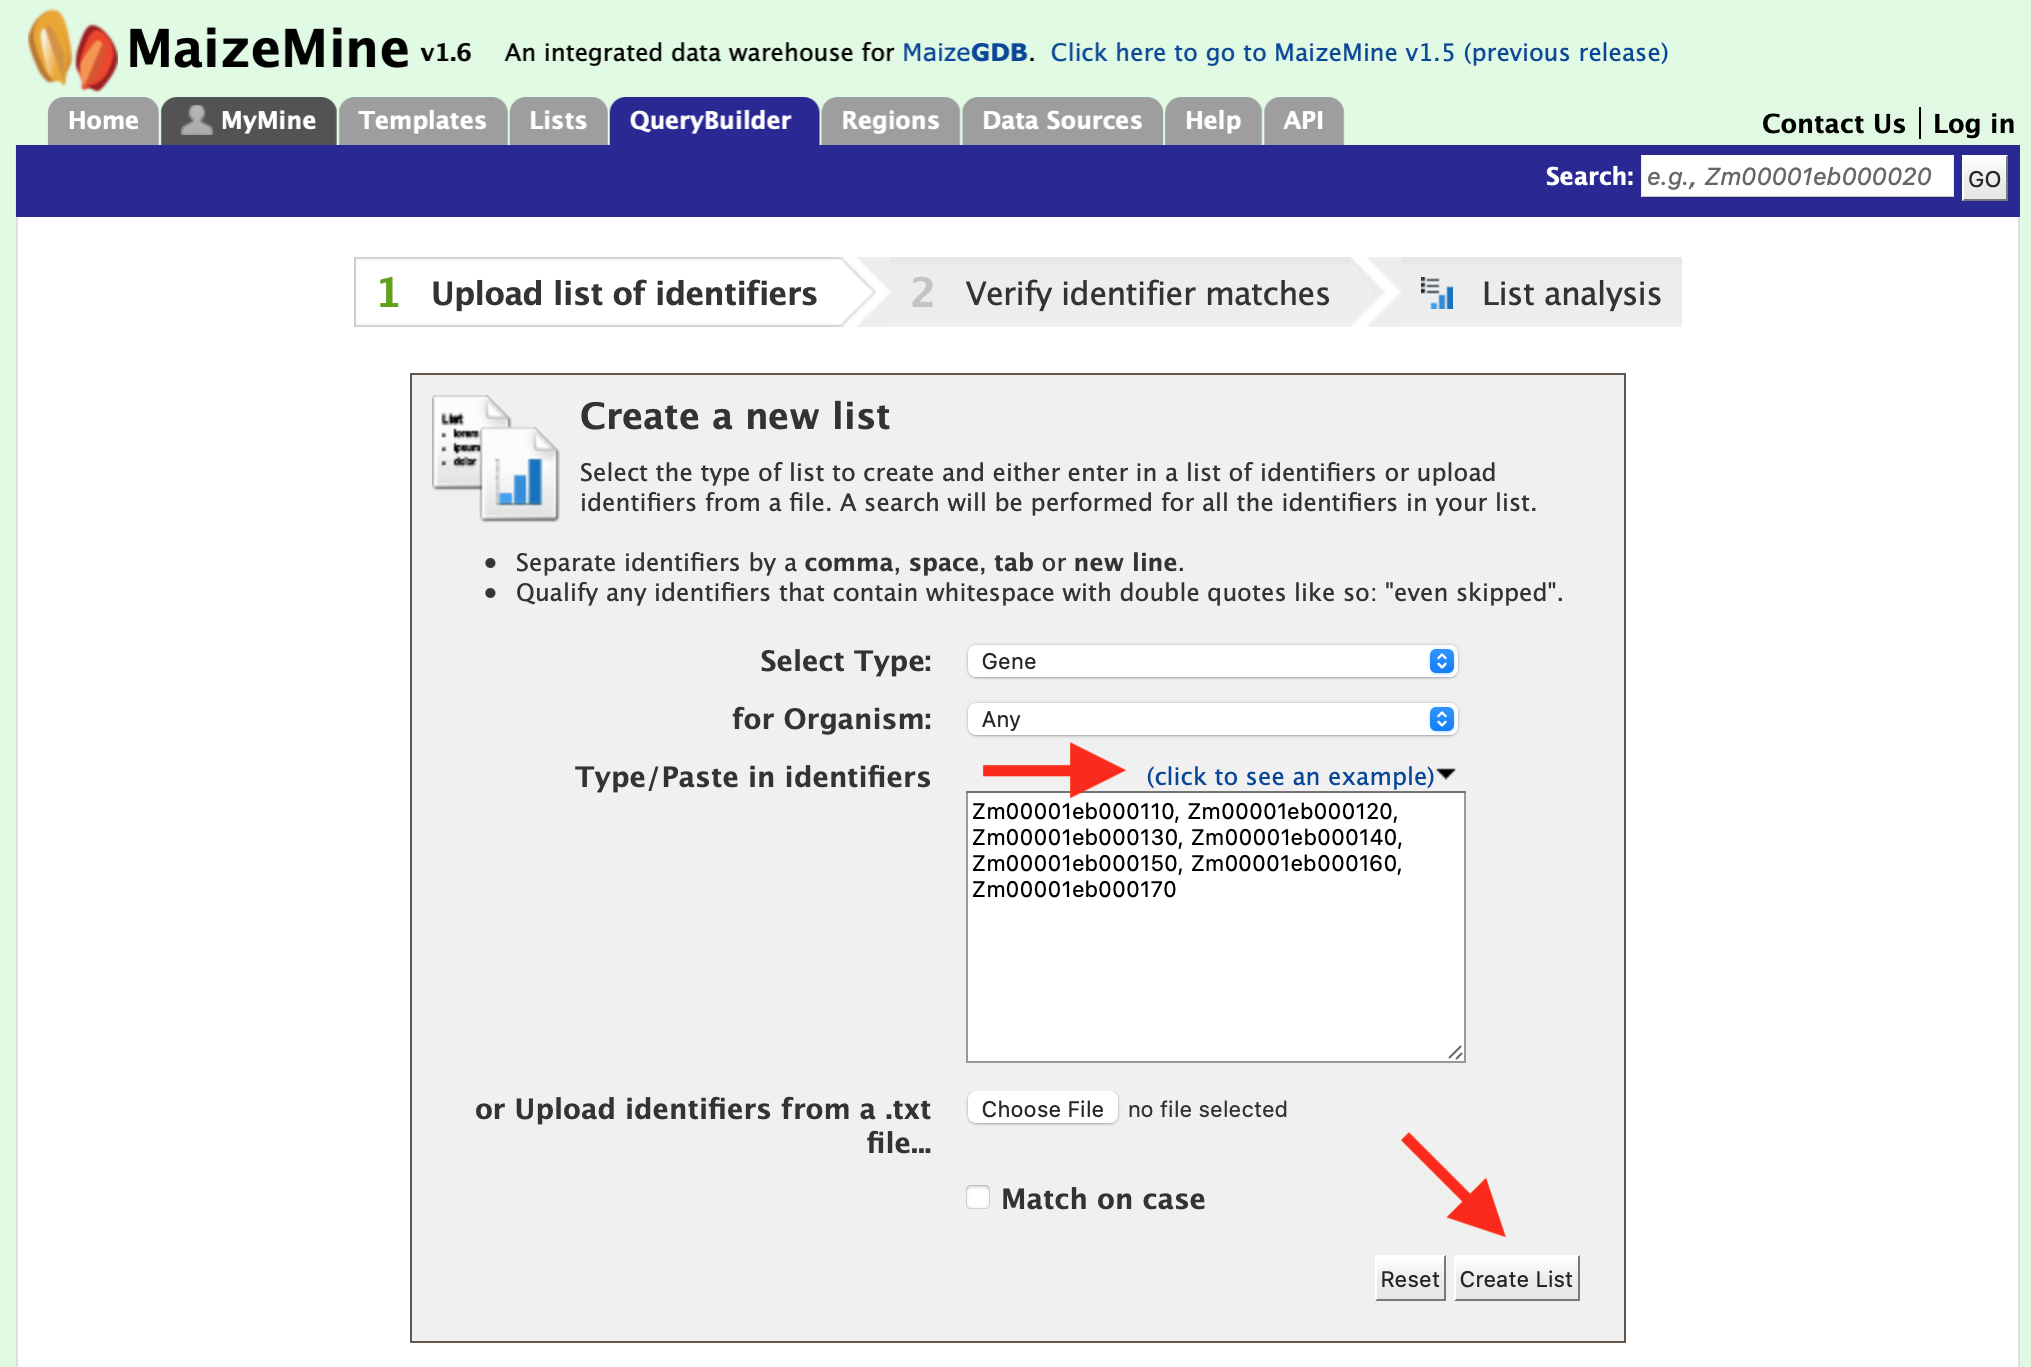 MaizeMine v1.6 An integrated data warehouse for MaizeGDB. Click here to go to MaizeMine v1.5 (previous release)
Home MyMine Templates Lists QueryBuilder Regions Data Sources Help API Contact Us | Log in
Search: e.g., Zm00001eb000020 GO
1 Upload list of identifiers 2 Verify identifier matches List analysis
List
lorem
ipsum
dolor
Create a new list
Select the type of list to create and either enter in a list of identifiers or upload
identifiers from a file. A search will be performed for all the identifiers in your list.
• Separate identifiers by a comma, space, tab or new line.
• Qualify any identifiers that contain whitespace with double quotes like so: "even skipped".
Select Type: Gene
for Organism: Any
Type/Paste in identifiers (click to see an example)
Zm00001eb000110, Zm00001eb000120,
Zm00001eb000130, Zm00001eb000140,
Zm00001eb000150, Zm00001eb000160,
Zm00001eb000170
or Upload identifiers from a .txt Choose File no file selected
file...
Match on case
Reset Create List